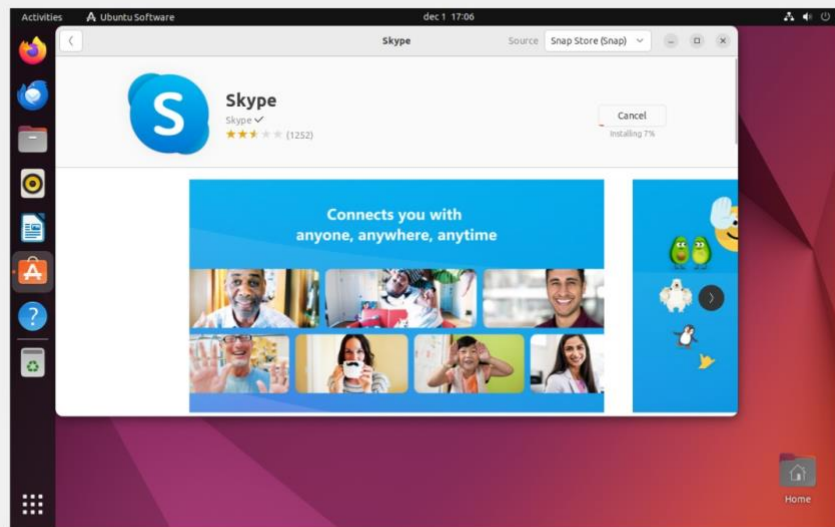 Activities
Ubuntu Software
dec 1 17:06
Skype
Source
Snap Store (Snap)
S
Skype
Skype
(1252)
Cancel
Installing 7%
Connects you with
anyone, anywhere, anytime
A
?
Home